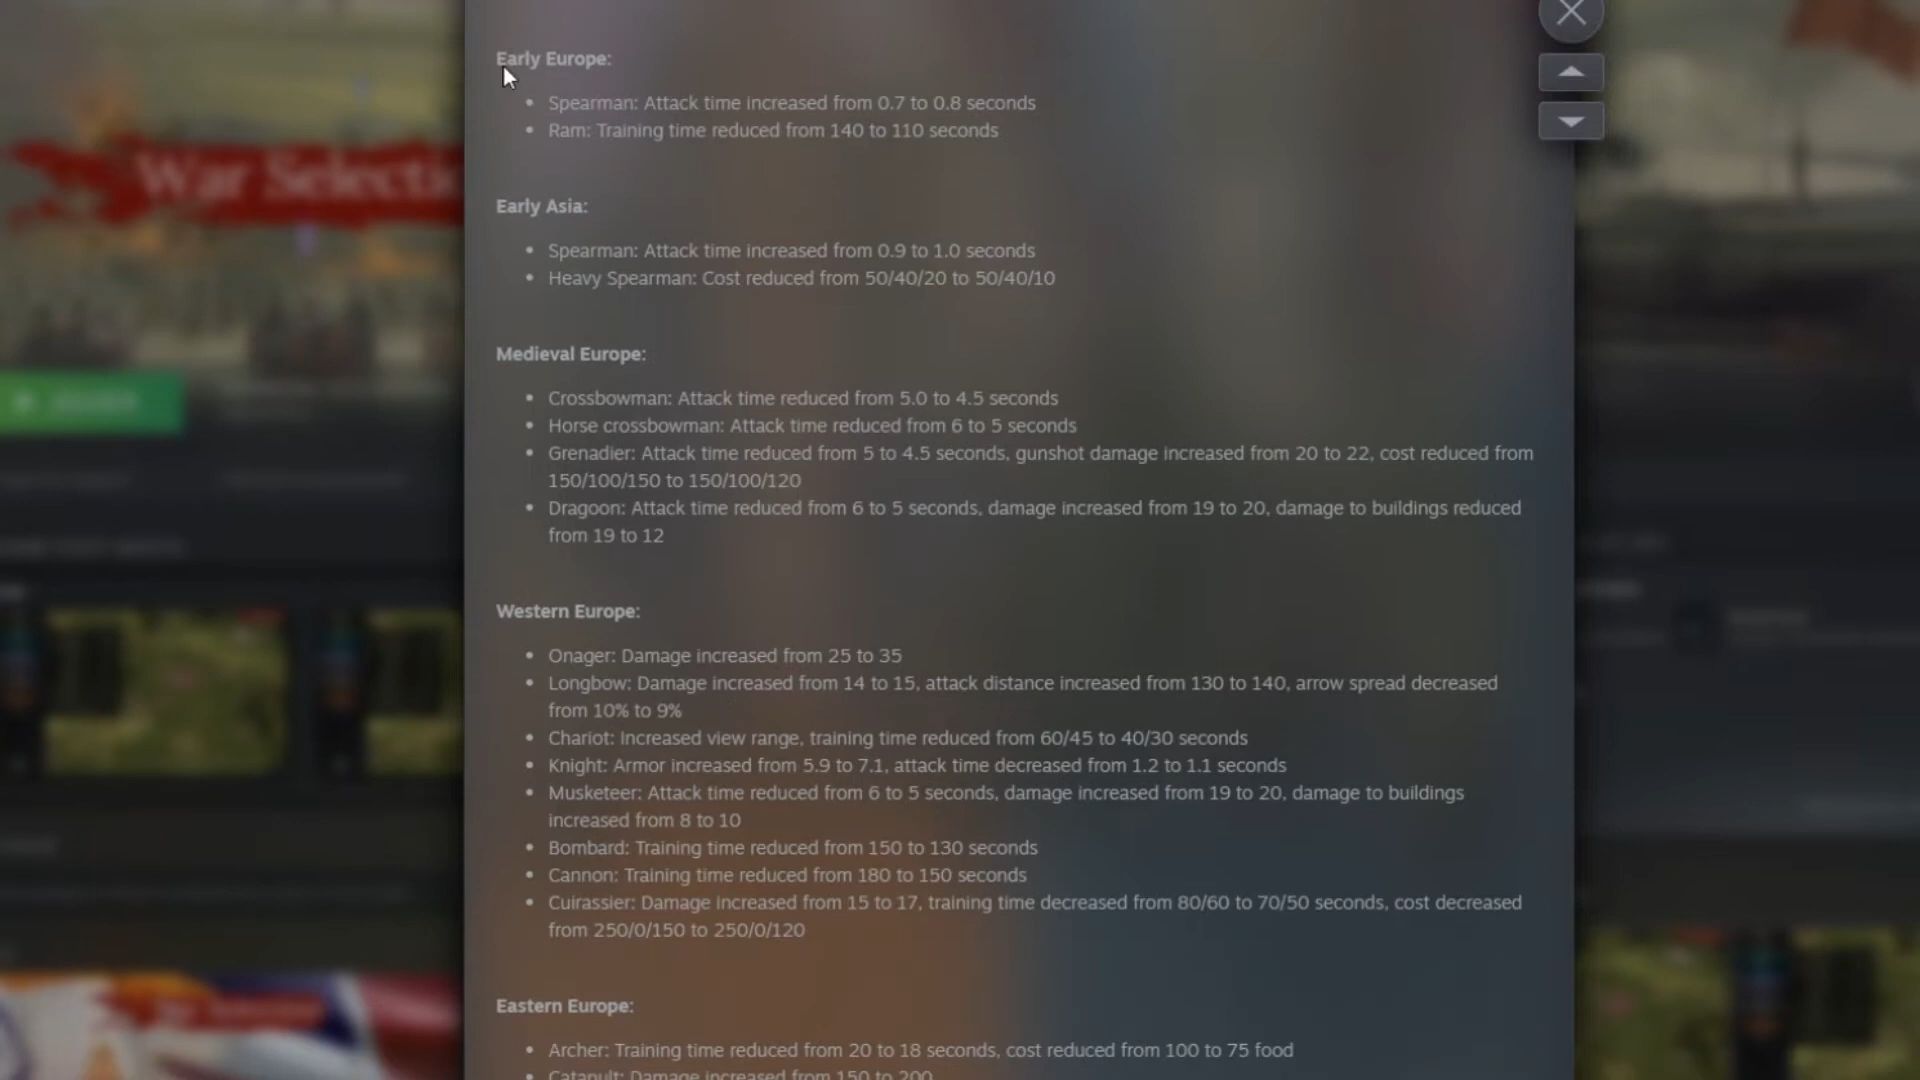 Early Europe:
• Spearman: Attack time increased from 0.7 to 0.8 seconds
• Ram: Training time reduced from 140 to 110 seconds
War Selectio
Early Asia:
• Spearman: Attack time increased from 0.9 to 1.0 seconds
• Heavy Spearman: Cost reduced from 50/40/20 to 50/40/10
Medieval Europe:
• Crossbowman: Attack time reduced from 5.0 to 4.5 seconds
• Horse crossbowman: Attack time reduced from 6 to 5 seconds
• Grenadier: Attack time reduced from 5 to 4.5 seconds, gunshot damage increased from 20 to 22, cost reduced from
150/100/150 to 150/100/120
• Dragoon: Attack time reduced from 6 to 5 seconds, damage increased from 19 to 20, damage to buildings reduced
from 19 to 12
Western Europe:
• Onager: Damage increased from 25 to 35
• Longbow: Damage increased from 14 to 15, attack distance increased from 130 to 140, arrow spread decreased
from 10% to 9%
• Chariot: Increased view range, training time reduced from 60/45 to 40/30 seconds
• Knight: Armor increased from 5.9 to 7.1, attack time decreased from 1.2 to 1.1 seconds
• Musketeer: Attack time reduced from 6 to 5 seconds, damage increased from 19 to 20, damage to buildings
increased from 8 to 10
• Bombard: Training time reduced from 150 to 130 seconds
• Cannon: Training time reduced from 180 to 150 seconds
• Cuirassier: Damage increased from 15 to 17, training time decreased from 80/60 to 70/50 seconds, cost decreased
from 250/0/150 to 250/0/120
Eastern Europe:
• Archer: Training time reduced from 20 to 18 seconds, cost reduced from 100 to 75 food
Catapult: Damage increased from 150 to 200